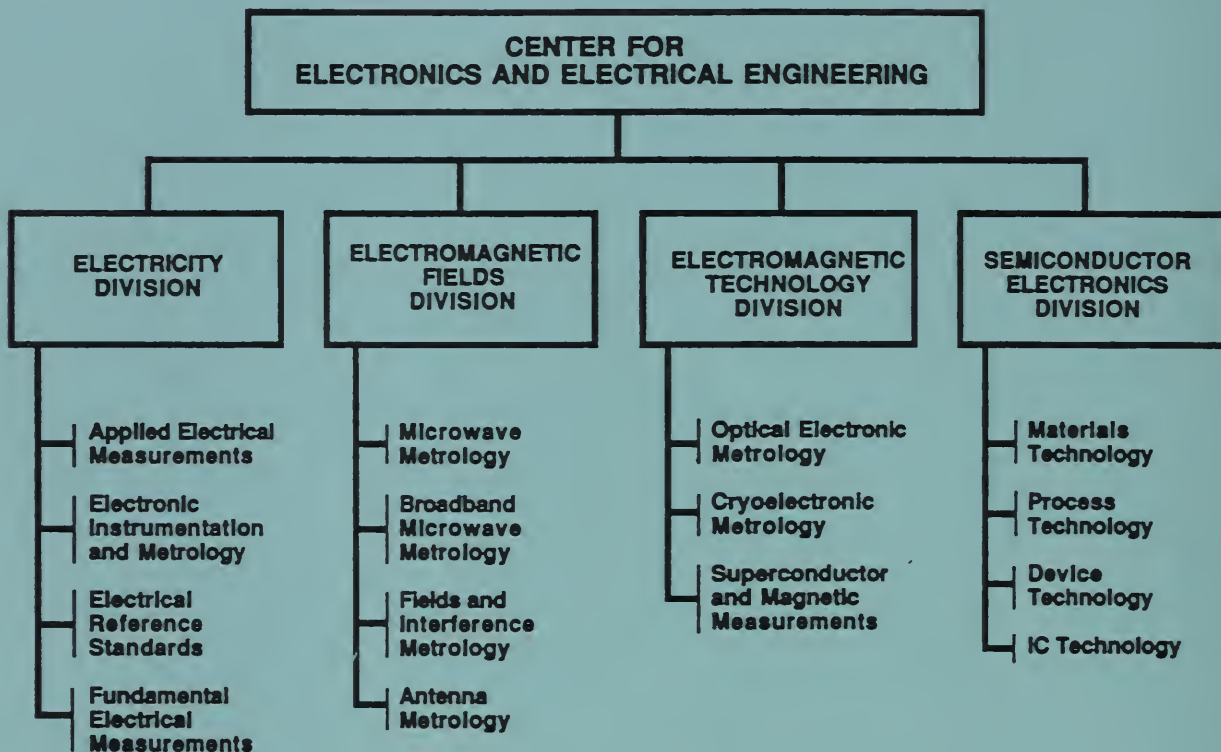 CENTER FOR
ELECTRONICS AND ELECTRICAL ENGINEERING
ELECTRICITY
DIVISION
Applied Electrical
Measurements
Electronic
Instrumentation
and Metrology
Electrical
Reference
Standards
Fundamental
Electrical
Measurements
ELECTROMAGNETIC
FIELDS
DIVISION
Microwave
Metrology
Broadband
Microwave
Metrology
Fields and
Interference
Metrology
Antenna
Metrology
ELECTROMAGNETIC
TECHNOLOGY
DIVISION
Optical Electronic
Metrology
Cryoelectronic
Metrology
Superconductor
and Magnetic
Measurements
SEMICONDUCTOR
ELECTRONICS
DIVISION
Materials
Technology
Process
Technology
Device
Technology
IC Technology